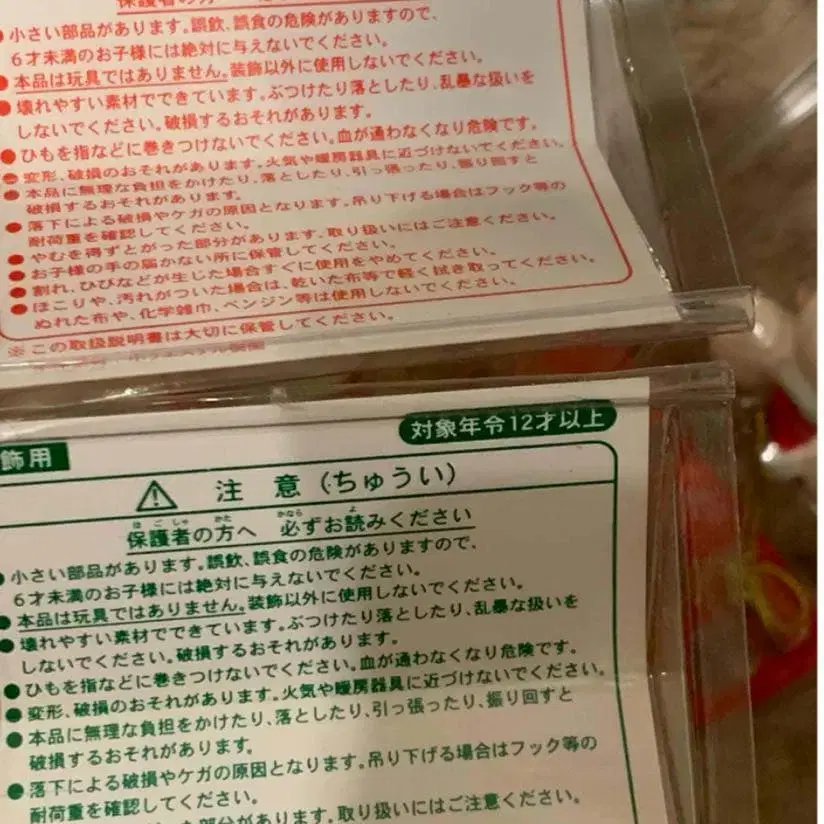 保護者の方
● 小さい部品があります。誤飲、誤食の危険がありますので、
6才未満のお子様には絶対に与えないでください。
● 本品は玩具ではありません。装飾以外に使用しないでください。
● 壊れやすい素材でできています。ぶつけたり落としたり、乱暴な扱いを
しないでください。破損するおそれがあります。
● ひもを指などに巻きつけないでください。血が通わなくなり危険です。
● 変形、破損のおそれがあります。火気や暖房器具に近づけないでください。
● 本品に無理な負担をかけたり、落としたり、引っ張ったり、振り回すと
破損するおそれがあります。
● 落下による破損やケガの原因となります。吊り下げる場合はフック等の
耐荷重を確認してください。
● やむを得ずとがった部分があります。取り扱いにはご注意ください。
● お子様の手の届かない所に保管してください。
● 割れ、ひびなどが生じた場合すぐに使用をやめてください。
● ほこりや、汚れがついた場合は、乾いた布等で軽く拭き取ってください。
ぬれた布や、化学雑巾、ベンジン等は使用しないでください。
※この取扱説明書は大切に保管してください。
対象年令12才以上
飾用
注 意(ちゅうい)
ほごしゃ かた かなら よ
保護者の方へ 必ずお読みください
● 小さい部品があります。誤飲、誤食の危険がありますので、
6才未満のお子様には絶対に与えないでください。
● 本品は玩具ではありません。装飾以外に使用しないでください。
● 壊れやすい素材でできています。ぶつけたり落としたり、乱暴な扱いを
しないでください。破損するおそれがあります。
● ひもを指などに巻きつけないでください。血が通わなくなり危険です。
● 変形、破損のおそれがあります。火気や暖房器具に近づけないでください。
● 本品に無理な負担をかけたり、落としたり、引っ張ったり、振り回すと
破損するおそれがあります。
● 落下による破損やケガの原因となります。吊り下げる場合はフック等の
耐荷重を確認してください。
部分があります。取り扱いにはご注意ください。